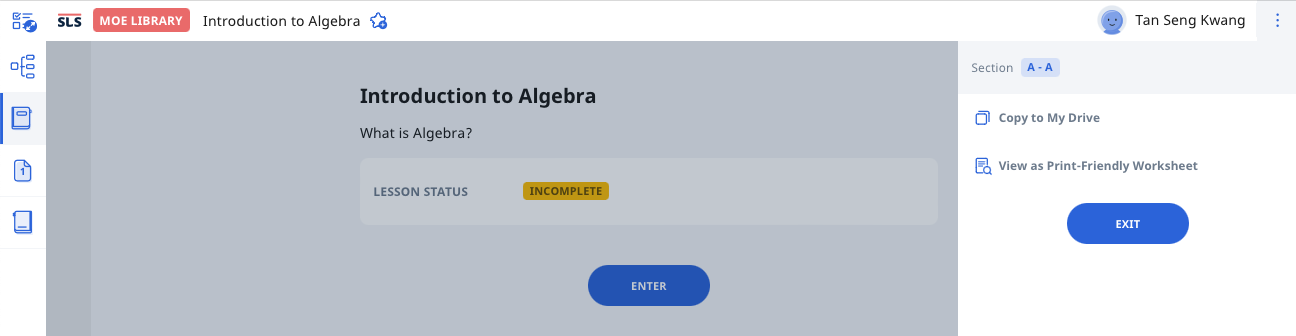 SLS MOE LIBRARY Introduction to Algebra Tan Seng Kwang
Section A - A
Introduction to Algebra
Copy to My Drive
What is Algebra?
View as Print-Friendly Worksheet
1
LESSON STATUS INCOMPLETE
EXIT
ENTER